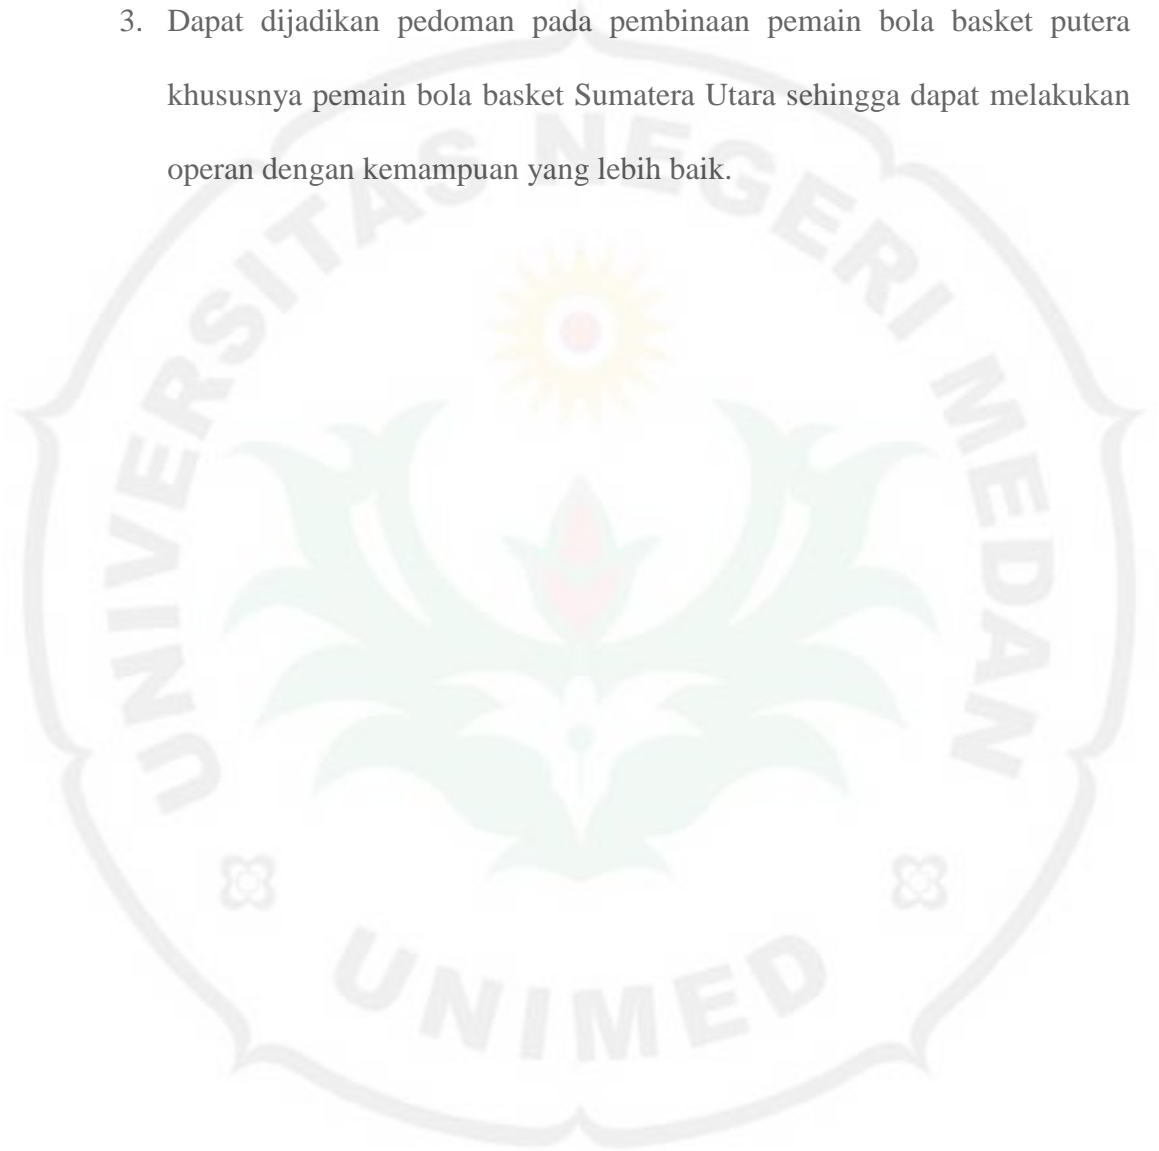 3. Dapat dijadikan pedoman pada pembinaan pemain bola basket putera
khususnya pemain bola basket Sumatera Utara sehingga dapat melakukan
operan dengan kemampuan yang lebih baik.
UNIVERSITAS NEGERI MEDAN
UNIMED